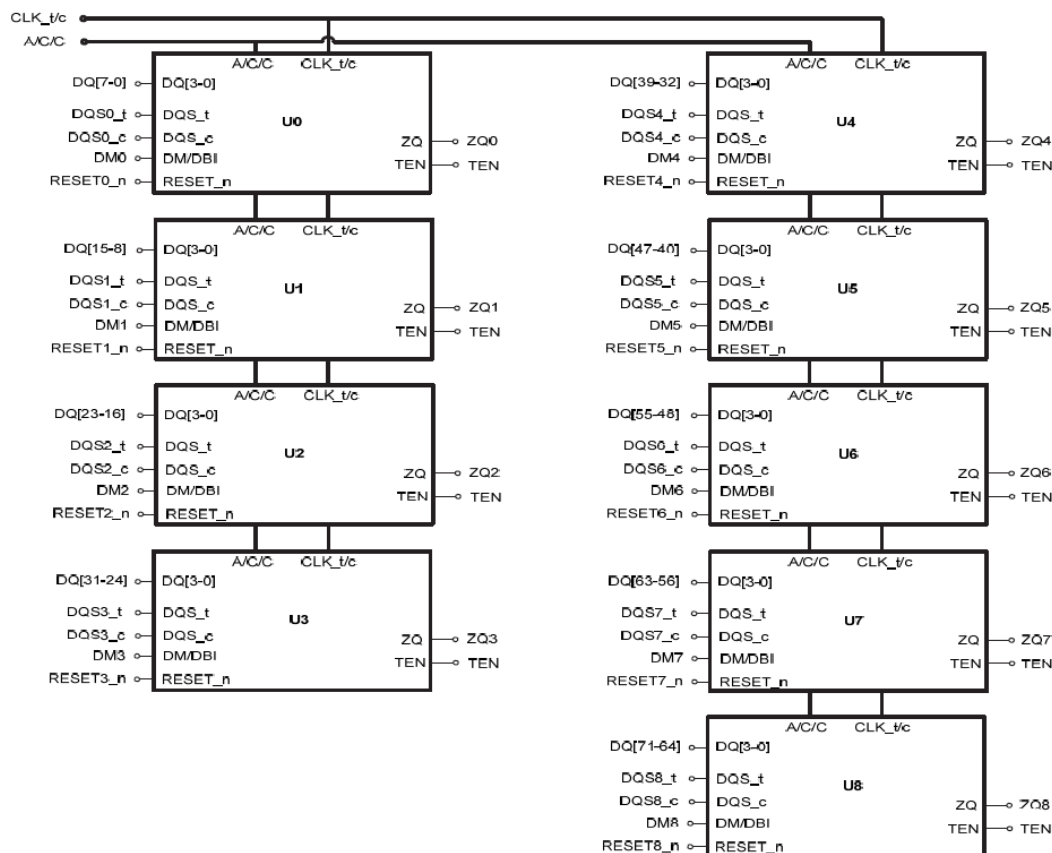 CLK_t/c
A/C/C
A/C/C CLK_t/c
DQ[7-0] DQ[3-0]
DQS0_t DQS_t
U0
DQS0_c DQS_c
ZQ ZQ0
DM0 DM/DBI
TEN TEN
RESET0_n RESET_n
A/C/C CLK_t/c
DQ[15-8] DQ[3-0]
DQS1_t DQS_t
U1
DQS1_c DQS_c
ZQ ZQ1
DM1 DM/DBI
TEN TEN
RESET1_n RESET_n
A/C/C CLK_t/c
DQ[23-16] DQ[3-0]
DQS2_t DQS_t
U2
DQS2_c DQS_c
ZQ ZQ2
DM2 DM/DBI
TEN TEN
RESET2_n RESET_n
A/C/C CLK_t/c
DQ[31-24] DQ[3-0]
DQS3_t DQS_t
U3
DQS3_c DQS_c
ZQ ZQ3
DM3 DM/DBI
TEN TEN
RESET3_n RESET_n
A/C/C CLK_t/c
DQ[39-32] DQ[3-0]
DQS4_t DQS_t
U4
DQS4_c DQS_c
ZQ ZQ4
DM4 DM/DBI
TEN TEN
RESET4_n RESET_n
A/C/C CLK_t/c
DQ[47-40] DQ[3-0]
DQS5_t DQS_t
U5
DQS5_c DQS_c
ZQ ZQ5
DM5 DM/DBI
TEN TEN
RESET5_n RESET_n
A/C/C CLK_t/c
DQ[55-48] DQ[3-0]
DQS6_t DQS_t
U6
DQS6_c DQS_c
ZQ ZQ6
DM6 DM/DBI
TEN TEN
RESET6_n RESET_n
A/C/C CLK_t/c
DQ[63-56] DQ[3-0]
DQS7_t DQS_t
U7
DQS7_c DQS_c
ZQ ZQ7
DM7 DM/DBI
TEN TEN
RESET7_n RESET_n
A/C/C CLK_t/c
DQ[71-64] DQ[3-0]
DQS8_t DQS_t
U8
DQS8_c DQS_c
ZQ ZQ8
DM8 DM/DBI
TEN TEN
RESET8_n RESET_n